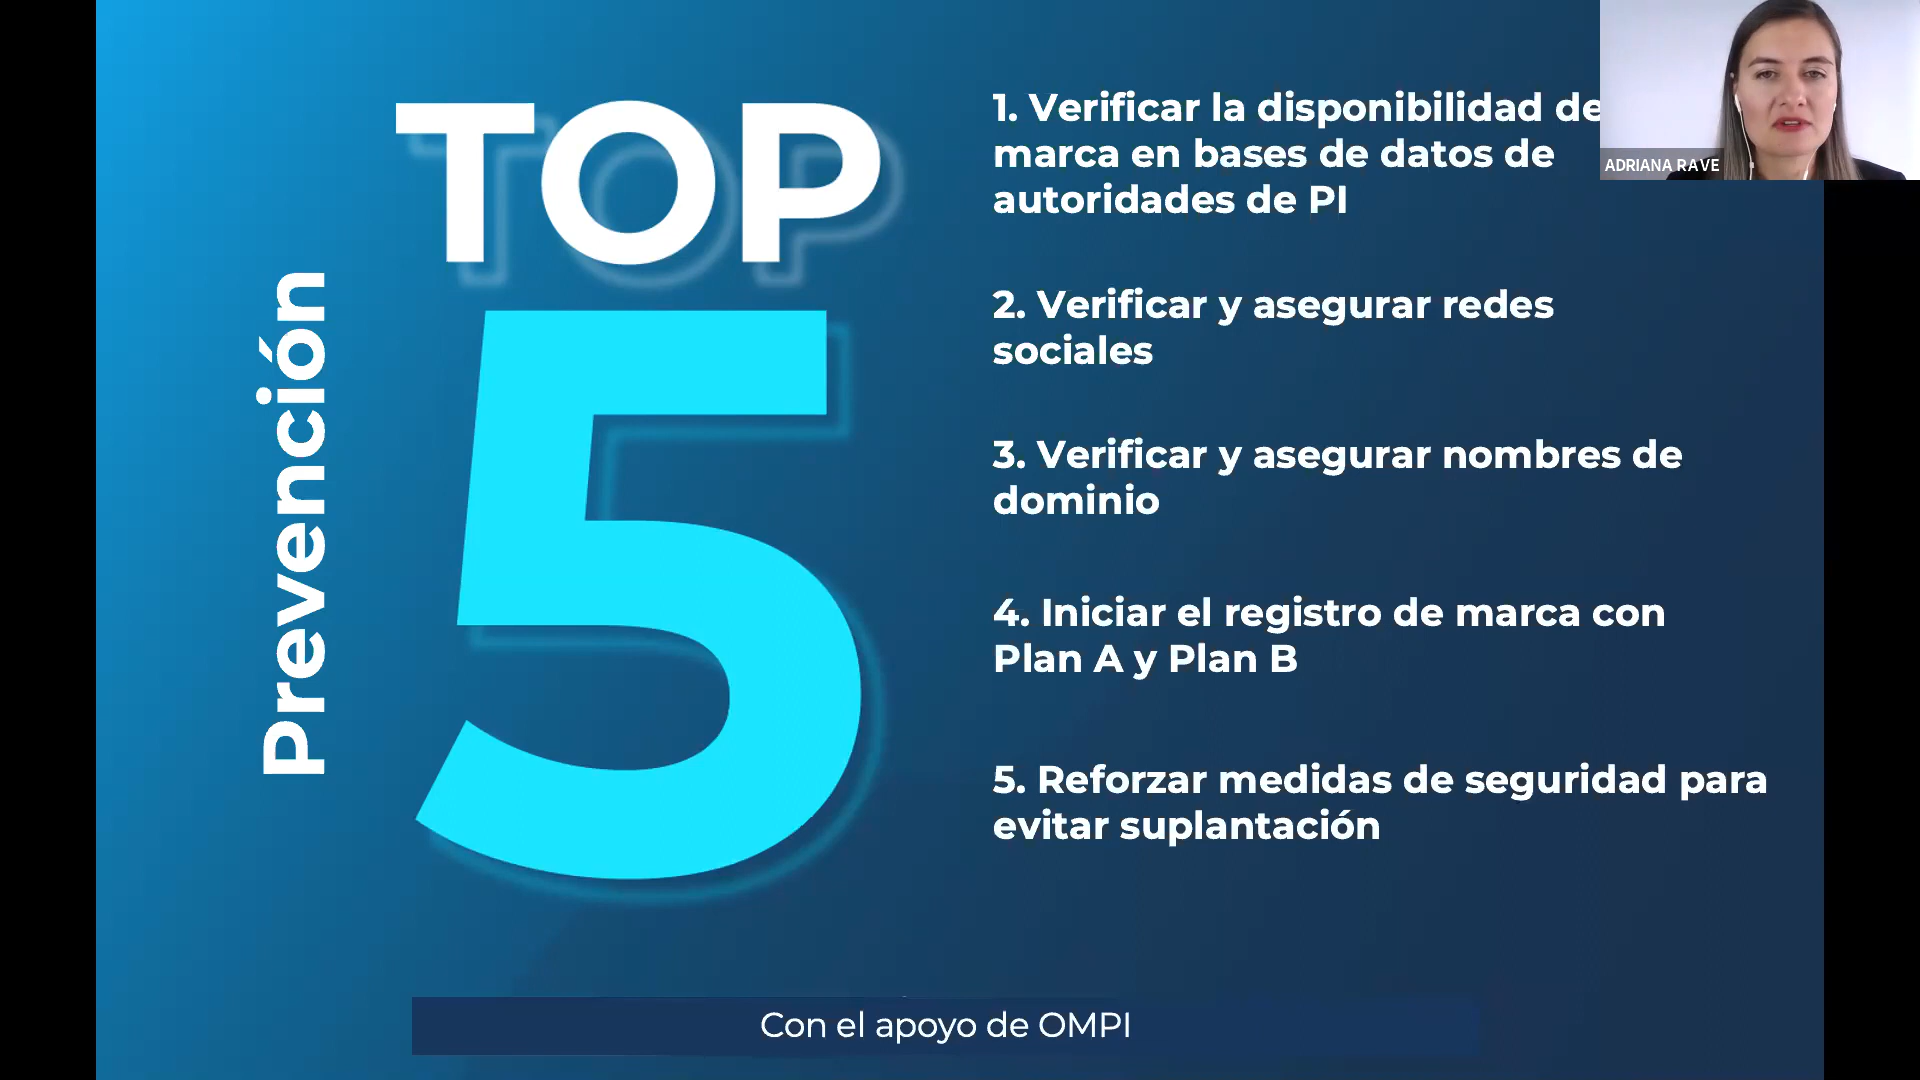 Prevención
TOP
5
1. Verificar la disponibilidad de
marca en bases de datos de
autoridades de PI
2. Verificar y asegurar redes
sociales
3. Verificar y asegurar nombres de
dominio
4. Iniciar el registro de marca con
Plan A y Plan B
5. Reforzar medidas de seguridad para
evitar suplantación
ADRIANA RAVE
Con el apoyo de OMPI